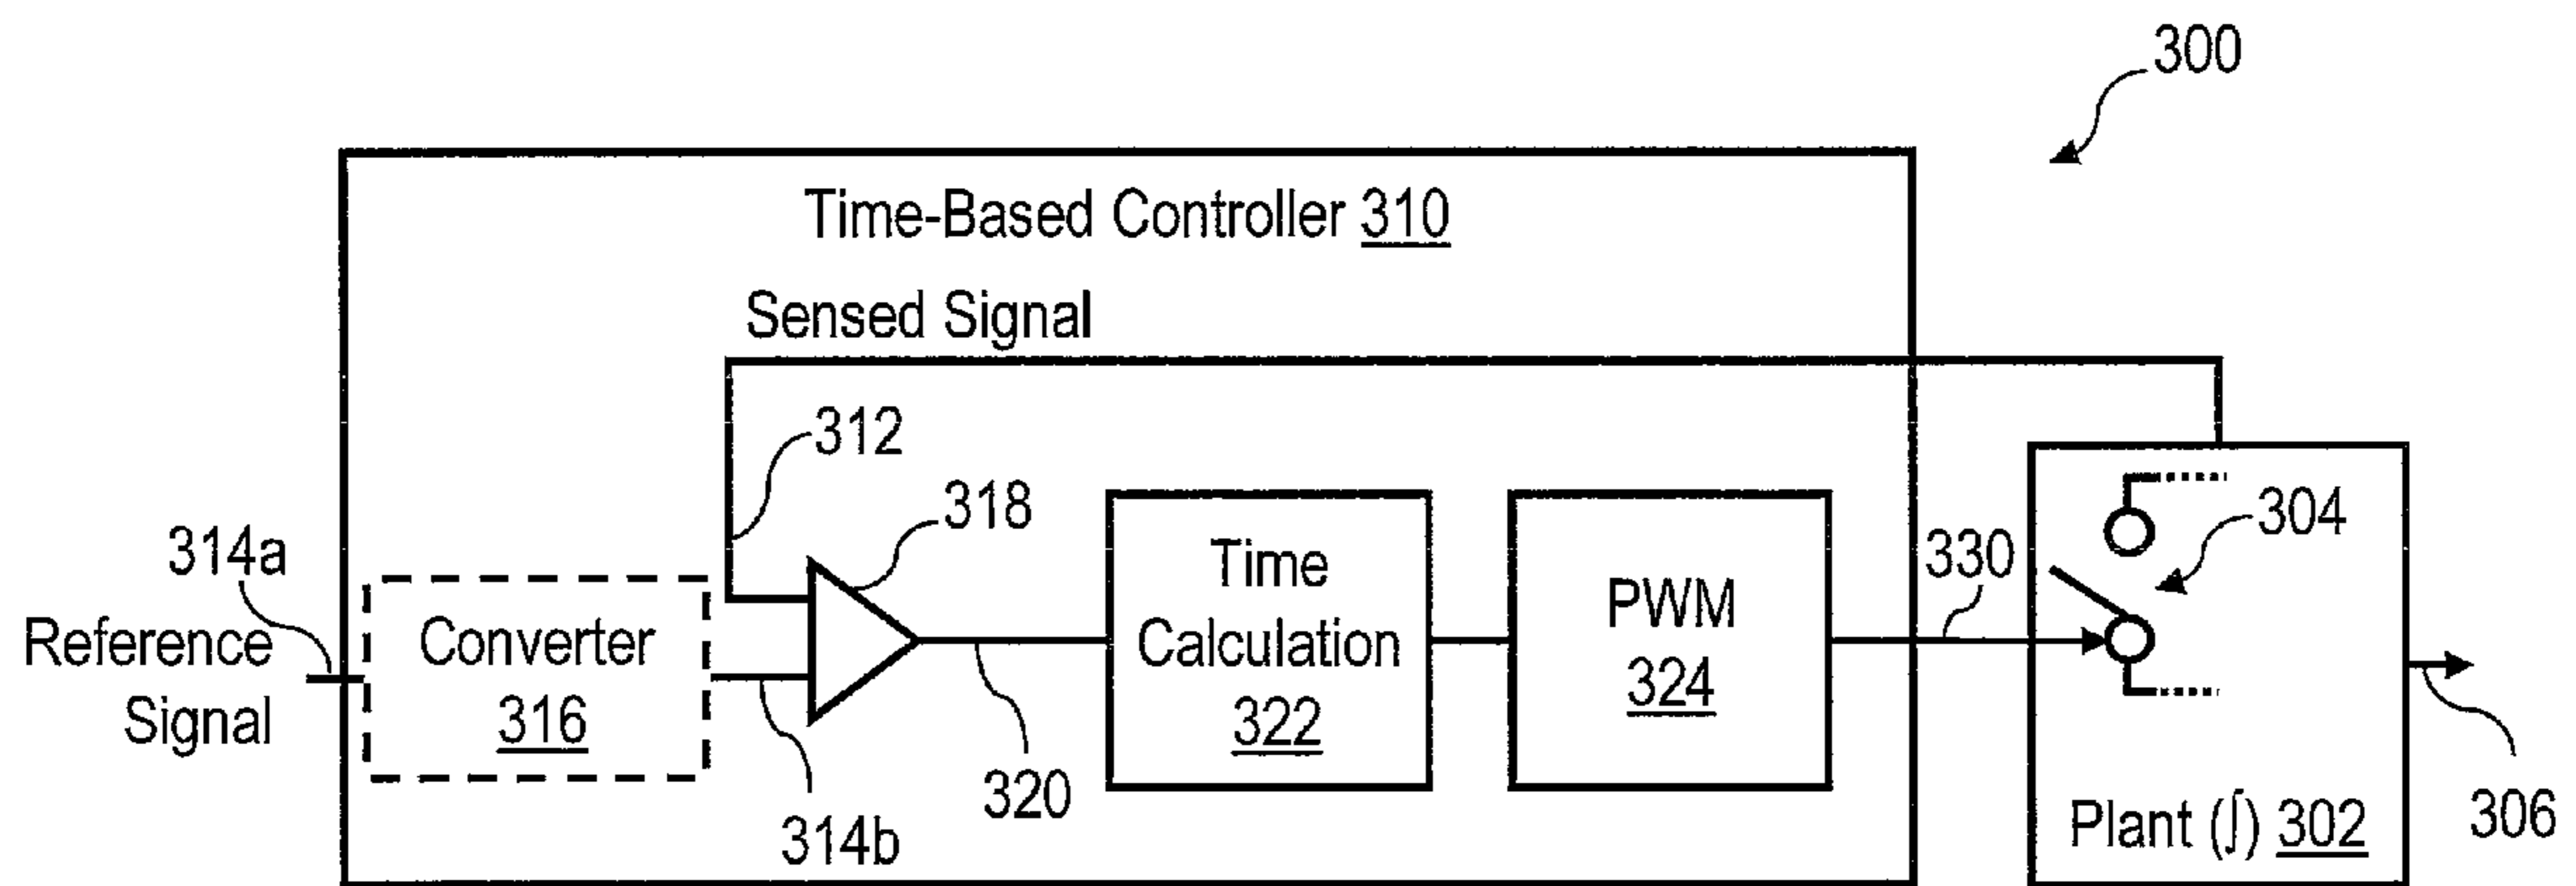 300
Time-Based Controller 310
Sensed Signal
312
318
314a
Reference
Signal
Converter
316
314b
320
Time
Calculation
322
PWM
324
330
304
Plant (∫) 302
306